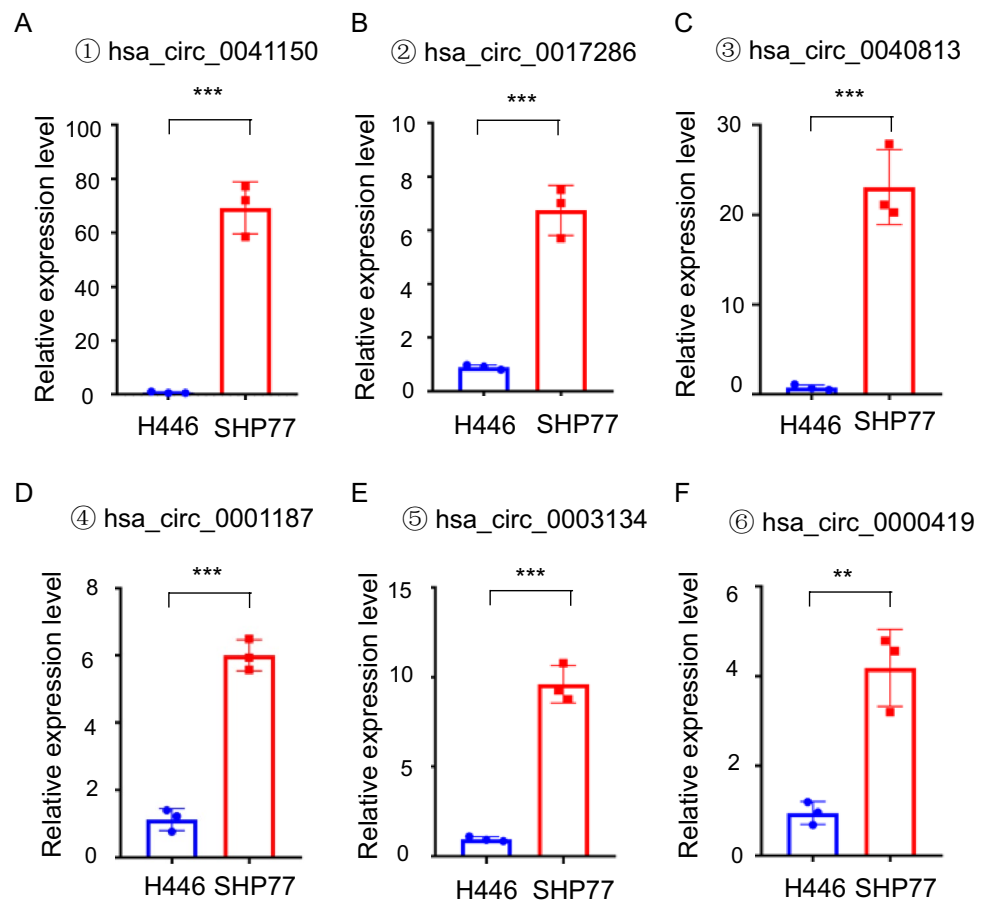 A
① hsa_circ_0041150
***
Relative expression level
100
80
60
40
20
0
H446 SHP77
B
② hsa_circ_0017286
***
Relative expression level
10
8
6
4
2
0
H446 SHP77
C
③ hsa_circ_0040813
***
Relative expression level
30
20
10
0
H446 SHP77
D
④ hsa_circ_0001187
***
Relative expression level
8
6
4
2
0
H446 SHP77
E
⑤ hsa_circ_0003134
***
Relative expression level
15
10
5
0
H446 SHP77
F
⑥ hsa_circ_0000419
**
Relative expression level
6
4
2
0
H446 SHP77